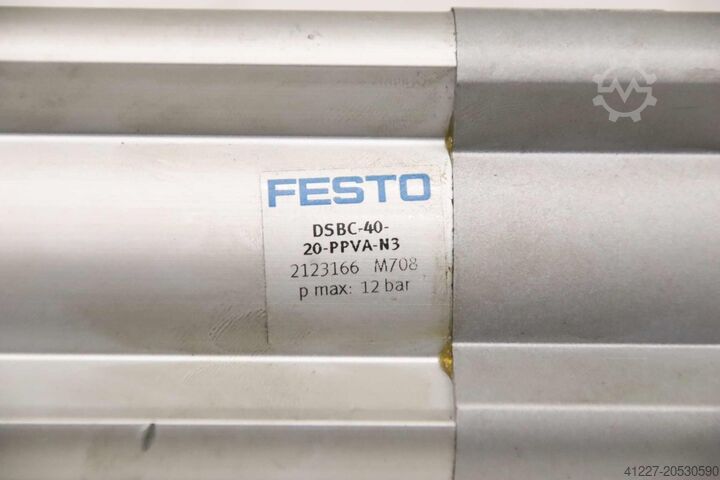 FESTO
DSBC-40-
20-PPVA-N3
2123166 M708
p max: 12 bar
41227-20530590